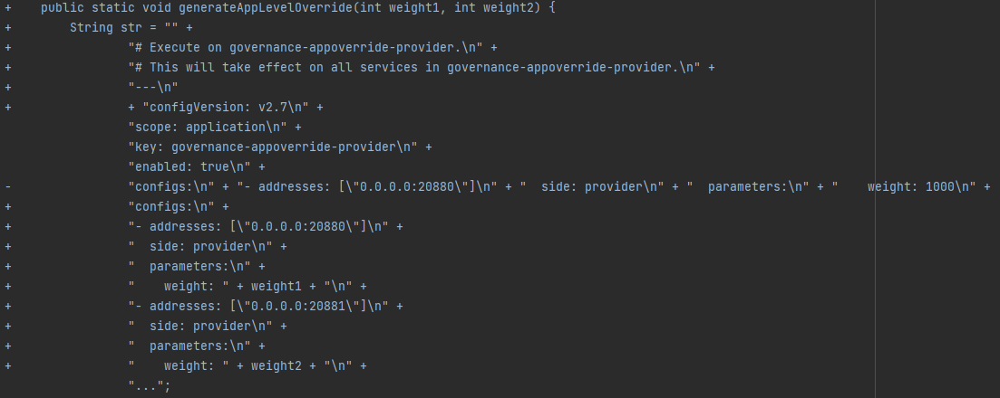 +    public static void generateAppLevelOverride(int weight1, int weight2) {
+        String str = "" +
+                "# Execute on governance-appoverride-provider.\n" +
+                "# This will take effect on all services in governance-appoverride-provider.\n" +
+                "---\n"
+                + "configVersion: v2.7\n" +
                 "scope: application\n" +
                 "key: governance-appoverride-provider\n" +
                 "enabled: true\n" +
-                "configs:\n" + "- addresses: [\"0.0.0.0:20880\"]\n" + "  side: provider\n" + "  parameters:\n" + "    weight: 1000\n" +
+                "configs:\n" +
+                "- addresses: [\"0.0.0.0:20880\"]\n" +
+                "  side: provider\n" +
+                "  parameters:\n" +
+                "    weight: " + weight1 + "\n" +
+                "- addresses: [\"0.0.0.0:20881\"]\n" +
+                "  side: provider\n" +
+                "  parameters:\n" +
+                "    weight: " + weight2 + "\n" +
                 "...";